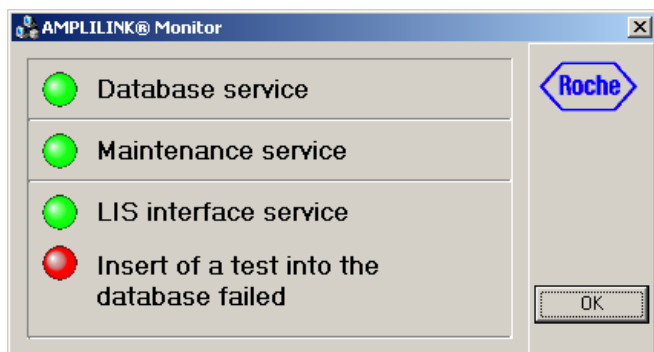 AMPLILINK® Monitor
Database service
Roche
Maintenance service
LIS interface service
Insert of a test into the
database failed
OK